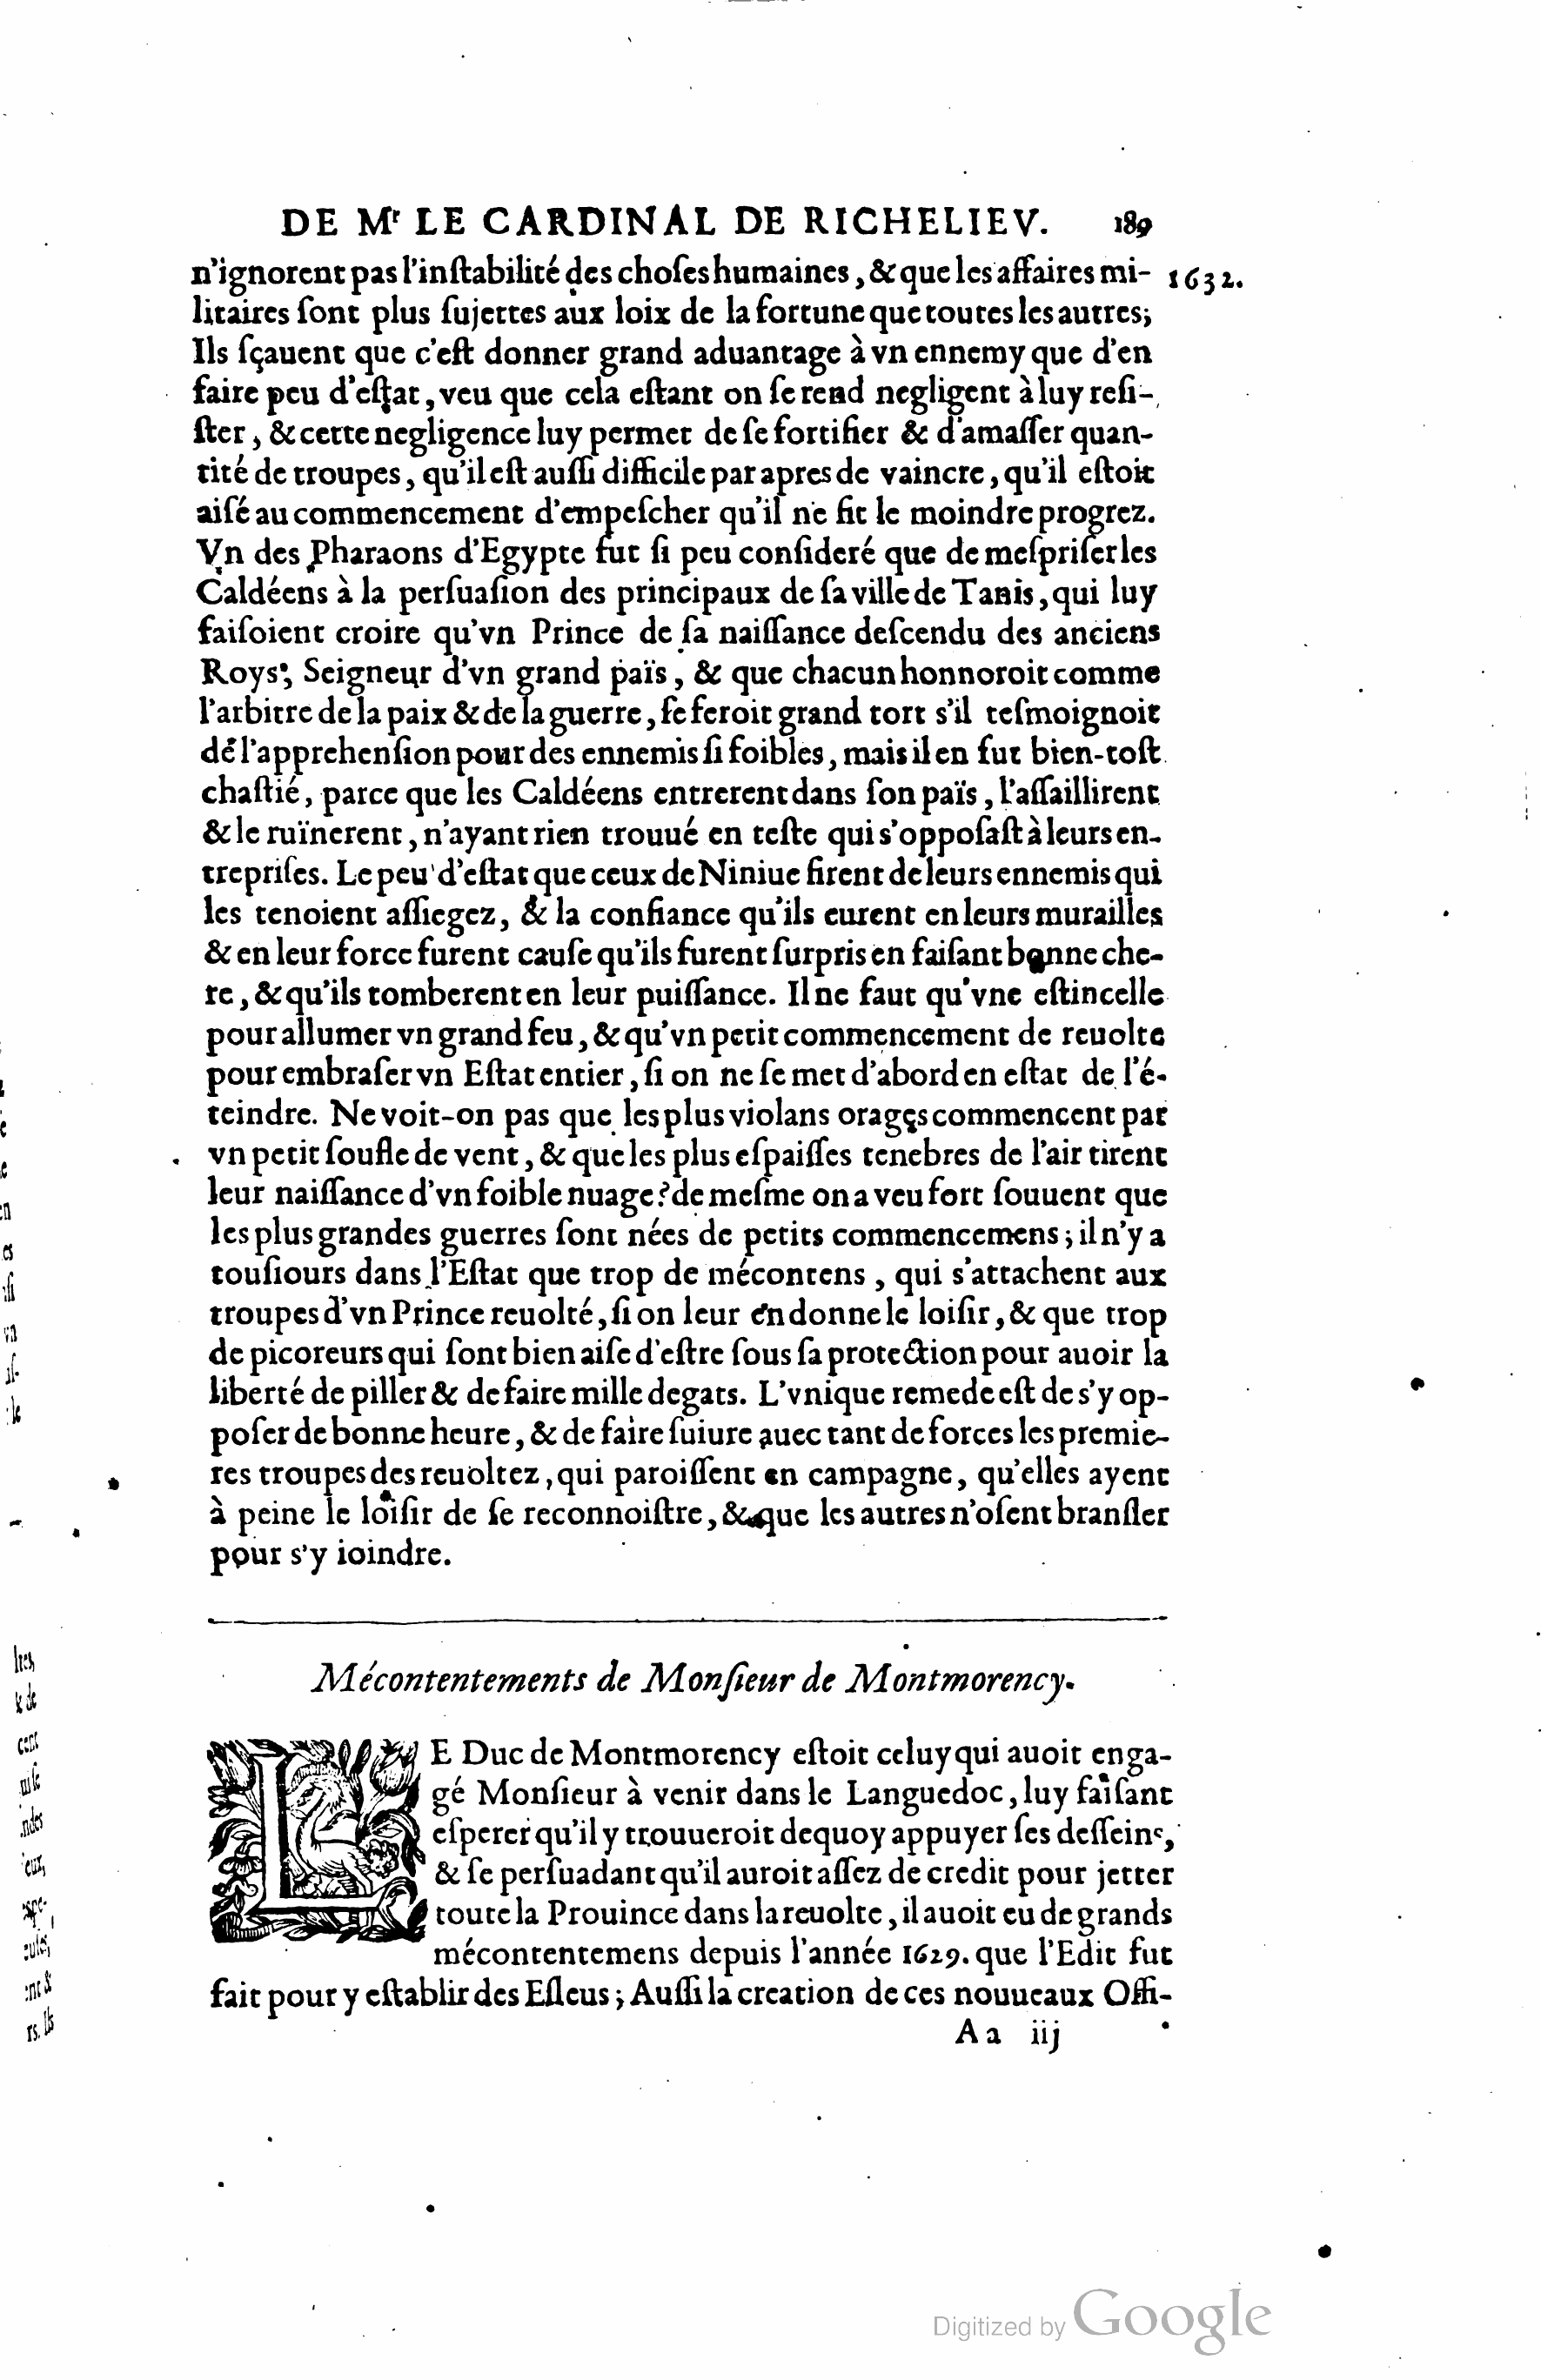 DE Mr LE CARDINAL DE RICHELIEV. 189
n'ignorent pas l'inſtabilité des choſes humaines, & que les affaires mi- 1632.
litaires ſont plus ſujettes aux loix de la fortune que toutes les autres;
Ils ſçauent que c'eſt donner grand aduantage à vn ennemy que d'en
faire peu d'eſtat, veu que cela eſtant on ſe rend negligent à luy reſi-
ſter, & cette negligence luy permet de ſe fortifier & d'amaſſer quan-
tité de troupes, qu'il eſt auſſi difficile par apres de vaincre, qu'il eſtoit
aiſé au commencement d'empeſcher qu'il ne fit le moindre progrez.
Vn des Pharaons d'Egypte fut ſi peu conſideré que de meſpriſer les
Caldéens à la perſuaſion des principaux de ſa ville de Tanis, qui luy
faiſoient croire qu'vn Prince de ſa naiſſance deſcendu des anciens
Roys, Seigneur d'vn grand païs, & que chacun honnoroit comme
l'arbitre de la paix & de la guerre, ſe feroit grand tort s'il teſmoignoit
de l'apprehenſion pour des ennemis ſi foibles, mais il en fut bien-toſt
chaſtié, parce que les Caldéens entrerent dans ſon païs, l'aſſaillirent
& le ruïnerent, n'ayant rien trouué en teſte qui s'oppoſaſt à leurs en-
trepriſes. Le peu d'eſtat que ceux de Niniue firent de leurs ennemis qui
les tenoient aſſiegez, & la confiance qu'ils eurent en leurs murailles
& en leur force furent cauſe qu'ils furent ſurpris en faiſant bonne che-
re, & qu'ils tomberent en leur puiſſance. Il ne faut qu'vne eſtincelle
pour allumer vn grand feu, & qu'vn petit commencement de reuolte
pour embraſer vn Eſtat entier, ſi on ne ſe met d'abord en eſtat de l'é-
teindre. Ne voit-on pas que les plus violans orages commencent par
vn petit ſoufle de vent, & que les plus eſpaiſſes tenebres de l'air tirent
leur naiſſance d'vn foible nuage? de meſme on a veu fort ſouuent que
les plus grandes guerres ſont nées de petits commencemens; il n'y a
touſiours dans l'Eſtat que trop de mécontens, qui s'attachent aux
troupes d'vn Prince reuolté, ſi on leur en donne le loiſir, & que trop
de picoreurs qui ſont bien aiſe d'eſtre ſous ſa protection pour auoir la
liberté de piller & de faire mille degats. L'vnique remede eſt de s'y op-
poſer de bonne heure, & de faire ſuiure auec tant de forces les premie-
res troupes des reuoltez, qui paroiſſent en campagne, qu'elles ayent
à peine le loiſir de ſe reconnoiſtre, & que les autres n'oſent branſler
pour s'y ioindre.
Mécontentements de Monſieur de Montmorency.
LE Duc de Montmorency eſtoit celuy qui auoit enga-
gé Monſieur à venir dans le Languedoc, luy faiſant
eſperer qu'il y trouueroit dequoy appuyer ſes deſſeins,
& ſe perſuadant qu'il auroit aſſez de credit pour jetter
toute la Prouince dans la reuolte, il auoit eu de grands
mécontentemens depuis l'année 1629. que l'Edit fut
fait pour y eſtablir des Eſleus; Auſſi la creation de ces nouueaux Offi-
Aa iij
Digitized by Google